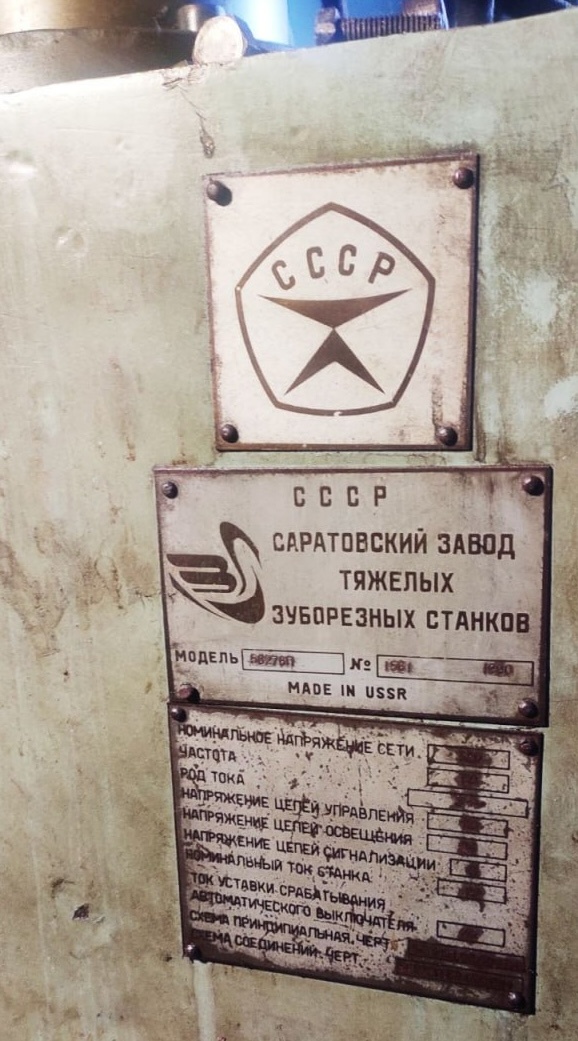 СССР
СССР
САРАТОВСКИЙ ЗАВОД
ТЯЖЕЛЫХ
ЗУБОРЕЗНЫХ СТАНКОВ
МОДЕЛЬ №
MADE IN USSR
НОМИНАЛЬНОЕ НАПРЯЖЕНИЕ СЕТИ
ЧАСТОТА
РОД ТОКА
НАПРЯЖЕНИЕ ЦЕПЕЙ УПРАВЛЕНИЯ
НАПРЯЖЕНИЕ ЦЕПЕЙ ОСВЕЩЕНИЯ
НАПРЯЖЕНИЕ ЦЕПЕЙ СИГНАЛИЗАЦИИ
НОМИНАЛЬНЫЙ ТОК СТАНКА
ТОК УСТАВКИ СРАБАТЫВАНИЯ
АВТОМАТИЧЕСКОГО ВЫКЛЮЧАТЕЛЯ
СХЕМА ПРИНЦИПИАЛЬНАЯ, ЧЕРТ.
СХЕМА СОЕДИНЕНИЙ, ЧЕРТ.